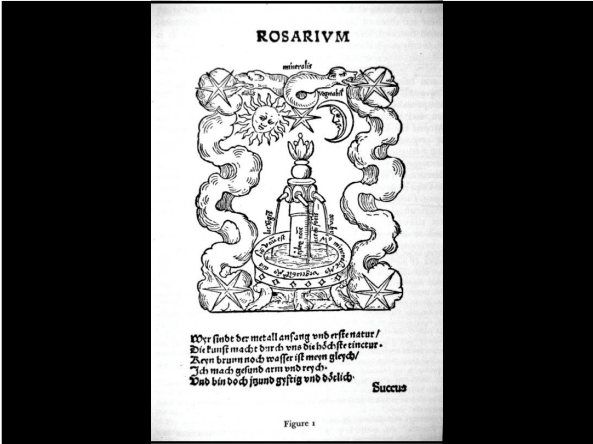 ROSARIVM
mineralis
Wyr sindt der metall anfang vnd erste natur/
Die kunst macht durch vns die höchste tinctur.
Keyn brunn noch wasser ist meyn gleych/
Ich mach gesund arm vnd reych.
Vnd bin doch jzund gyftig vnd dötlich.
Succus
Figure 1